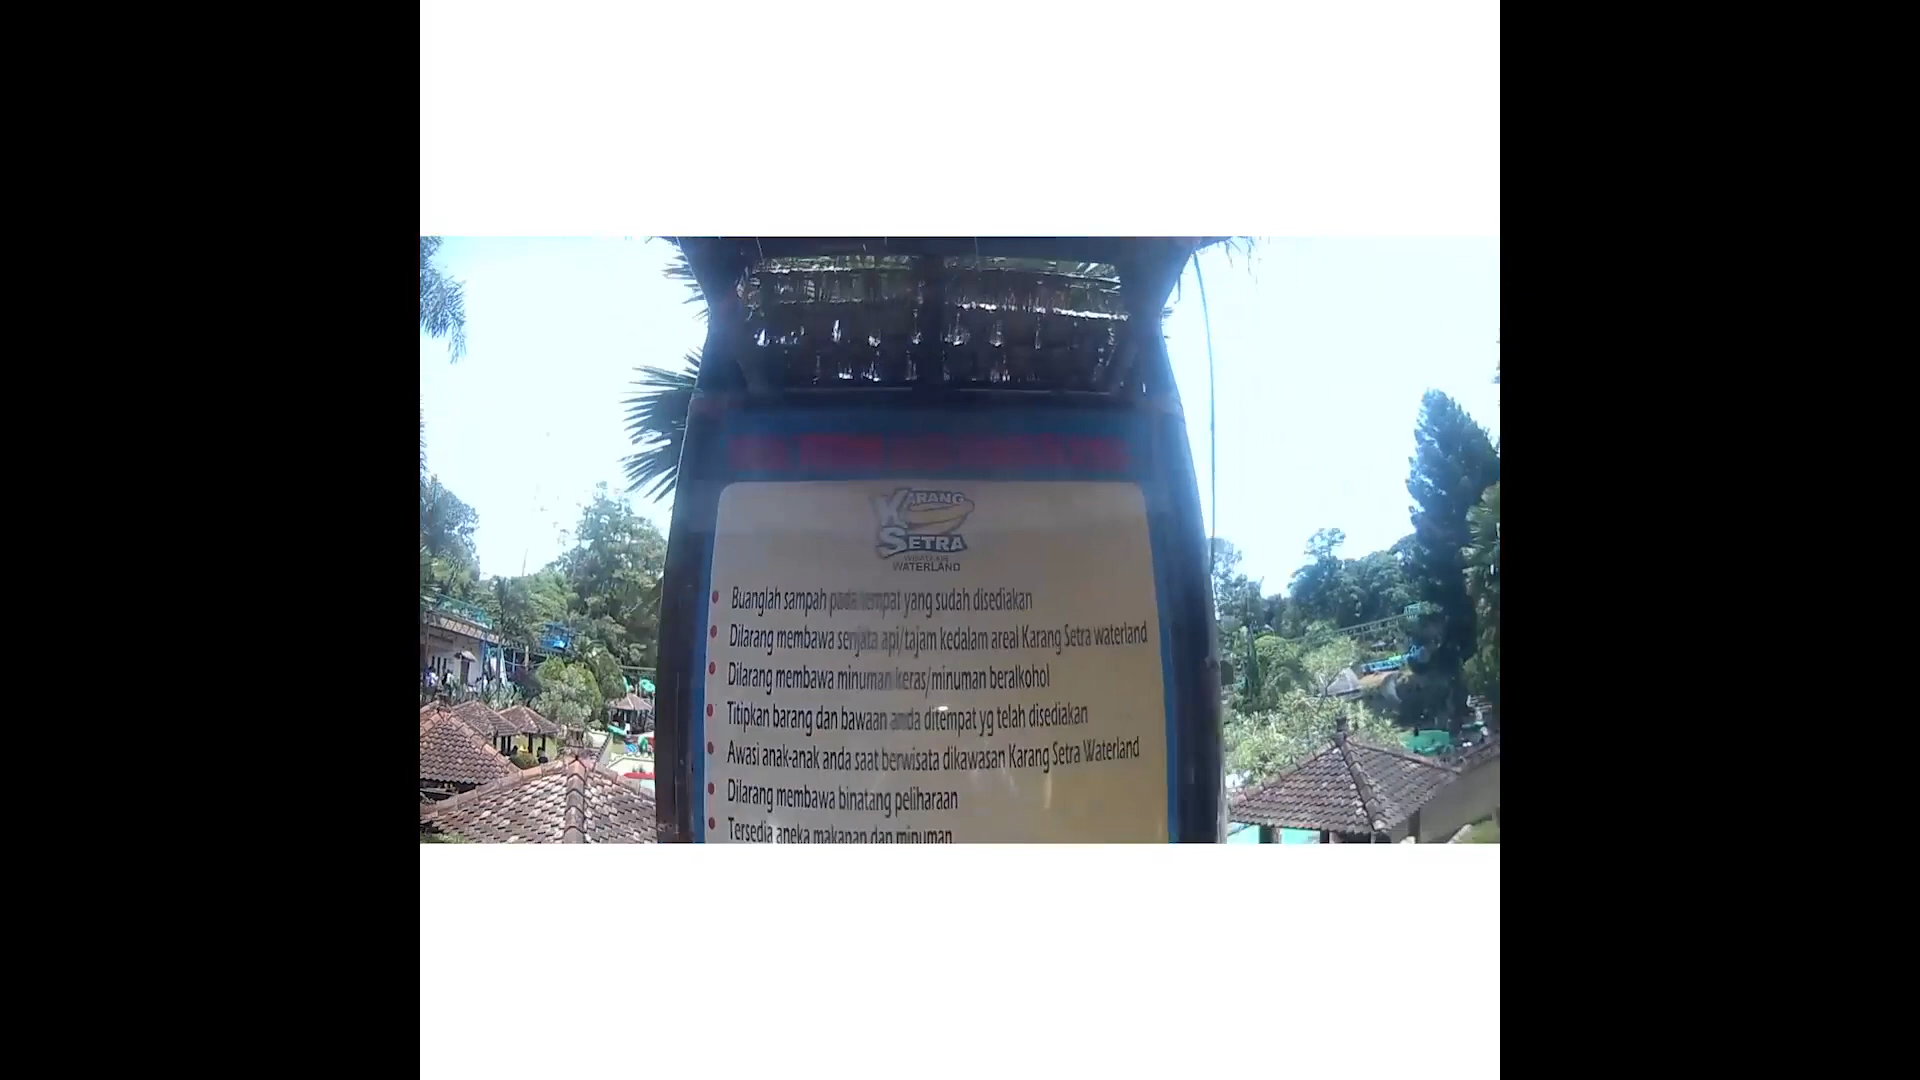 KARANG
SETRA
WATERLAND
Buanglah sampah pada tempat yang sudah disediakan
Dilarang membawa senjata api/tajam kedalam areal Karang Setra waterland
Dilarang membawa minuman keras/minuman beralkohol
Titipkan barang dan bawaan anda ditempat yg telah disediakan
Awasi anak-anak anda saat berwisata dikawasan Karang Setra Waterland
Dilarang membawa binatang peliharaan
Tersedia aneka makanan dan minuman